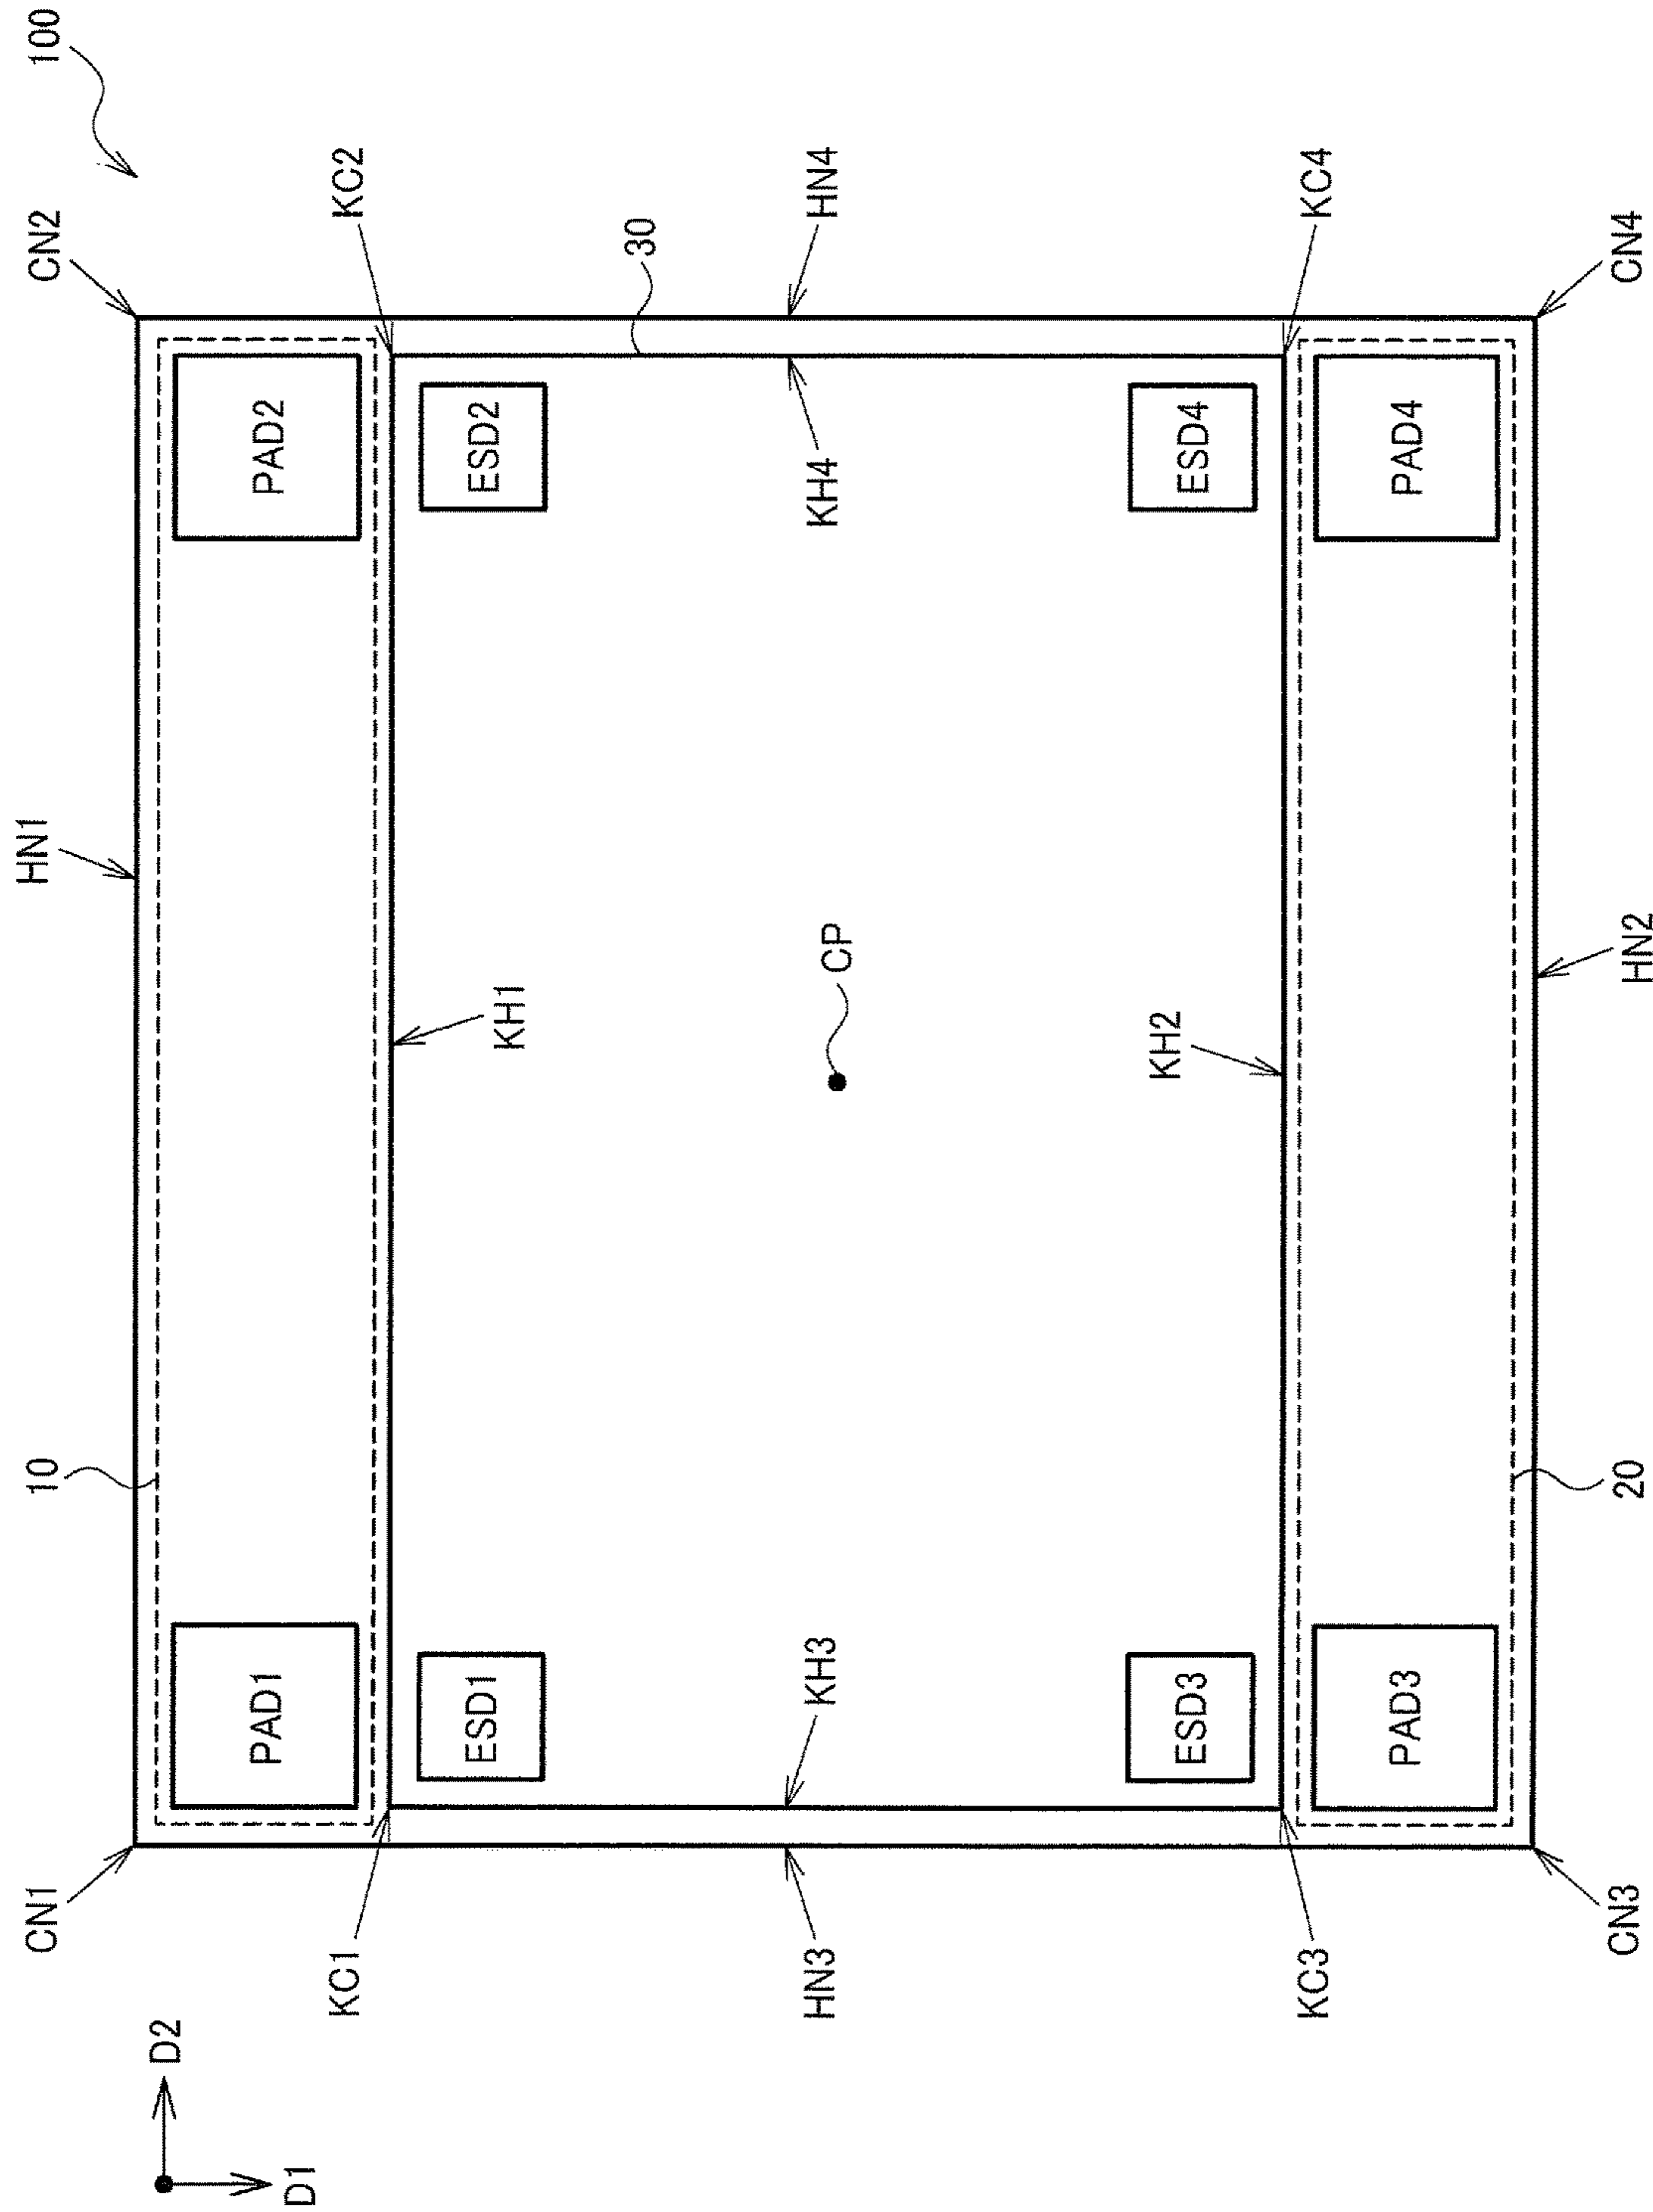 100
CN1
10
HN1
CN2
D2
D1
PAD1
PAD2
KC1
KC2
ESD1
KH1
ESD2
30
HN3
KH3
CP
KH4
HN4
KH2
ESD3
ESD4
KC3
KC4
PAD3
PAD4
CN3
20
HN2
CN4